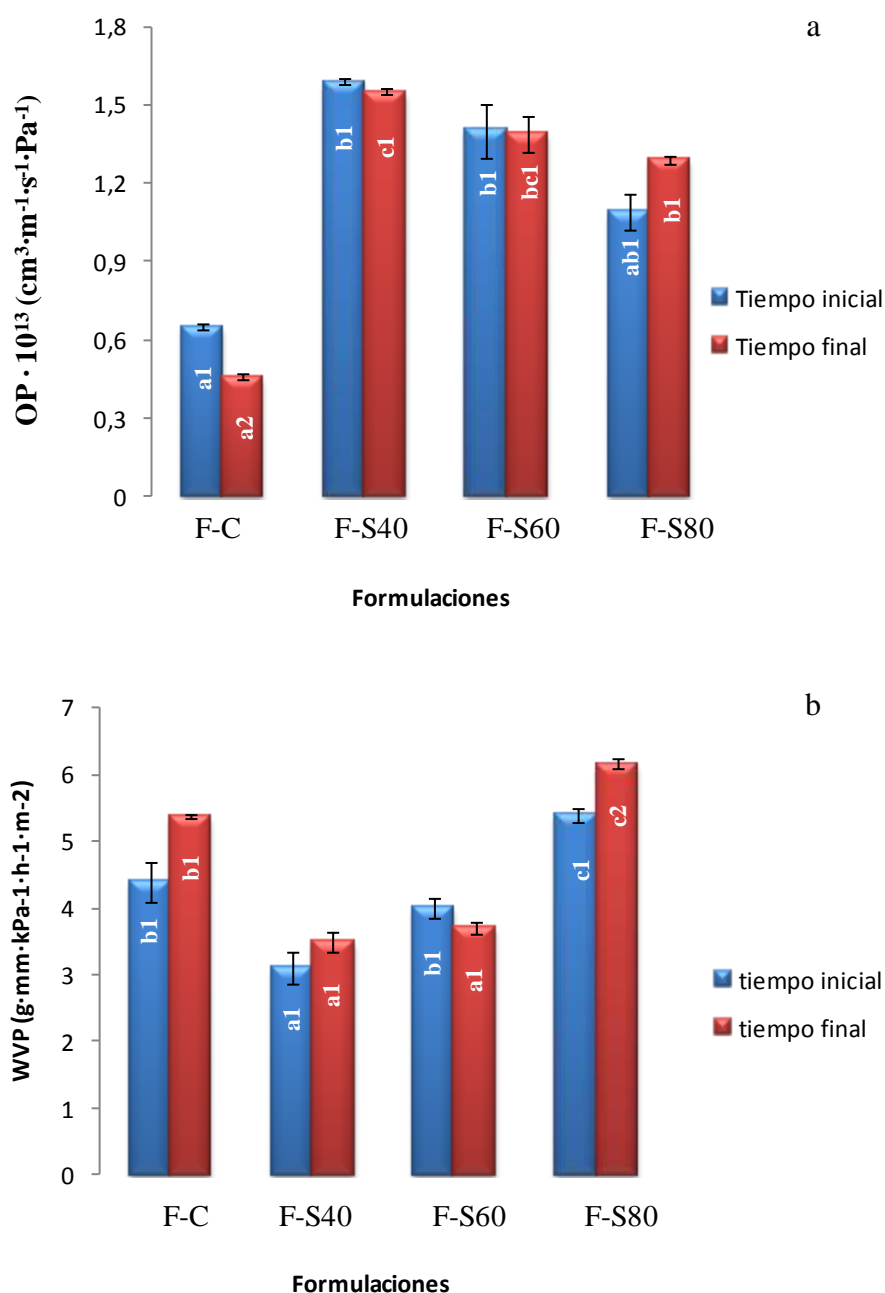 a
OP · 10¹³ (cm³·m⁻¹·s⁻¹·Pa⁻¹)
1,8
1,5
1,2
0,9
0,6
0,3
0
a1
a2
b1
c1
b1
bc1
ab1
b1
Tiempo inicial
Tiempo final
F-C
F-S40
F-S60
F-S80
Formulaciones
b
WVP (g·mm·kPa-1·h-1·m-2)
7
6
5
4
3
2
1
0
b1
b1
a1
a1
b1
a1
c1
c2
tiempo inicial
tiempo final
F-C
F-S40
F-S60
F-S80
Formulaciones